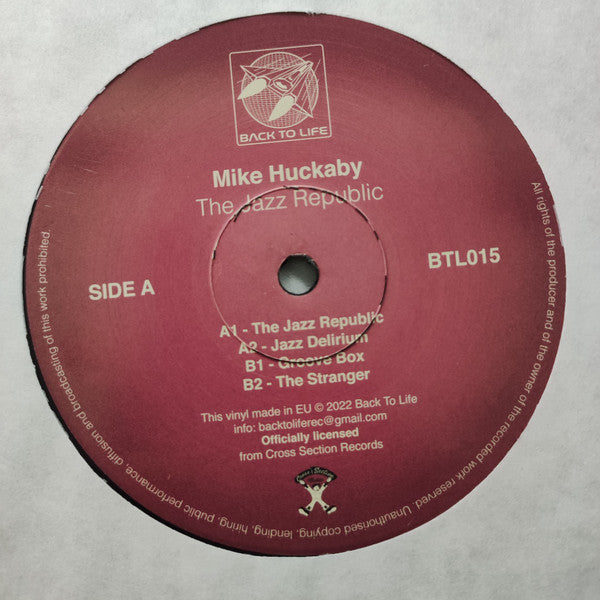 BACK TO LIFE
Mike Huckaby
The Jazz Republic
SIDE A
BTL015
A1 - The Jazz Republic
A2 - Jazz Delirium
B1 - Groove Box
B2 - The Stranger
This vinyl made in EU © 2022 Back To Life
info: backtoliferec@gmail.com
Officially licensed
from Cross Section Records
Cross Section
All rights of the producer and of the owner of the recorded work reserved. Unauthorised copying, lending, hiring, public performance, diffusion and broadcasting of this work prohibited.